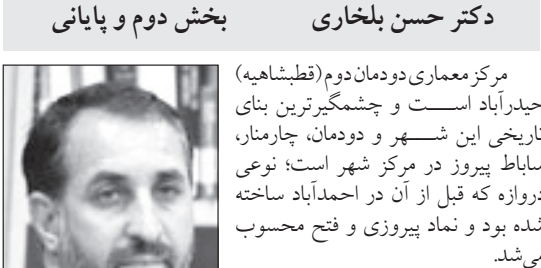 دکتر حسن بلخاری
بخش دوم و پایانی
مرکز معماری دودمان دوم (قطبشاهیه)
حیدرآباد است و چشمگیرترین بنای
تاریخی این شهر و دودمان، چارمنار،
ساباط پیروز در مرکز شهر است؛ نوعی
دروازه که قبل از آن در احمدآباد ساخته
شده بود و نماد پیروزی و فتح محسوب
می‌شد.